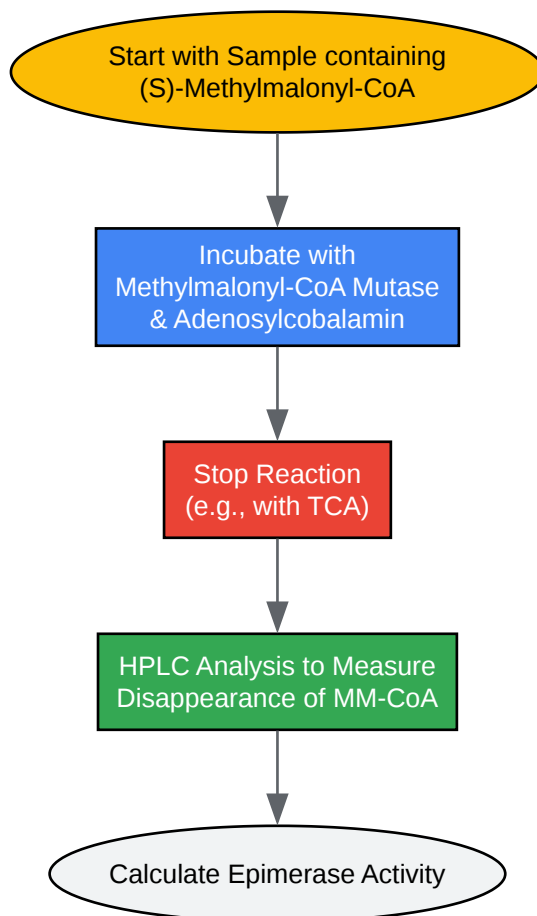 Start with Sample containing
(S)-Methylmalonyl-CoA
Incubate with
Methylmalonyl-CoA Mutase
& Adenosylcobalamin
Stop Reaction
(e.g., with TCA)
HPLC Analysis to Measure
Disappearance of MM-CoA
Calculate Epimerase Activity